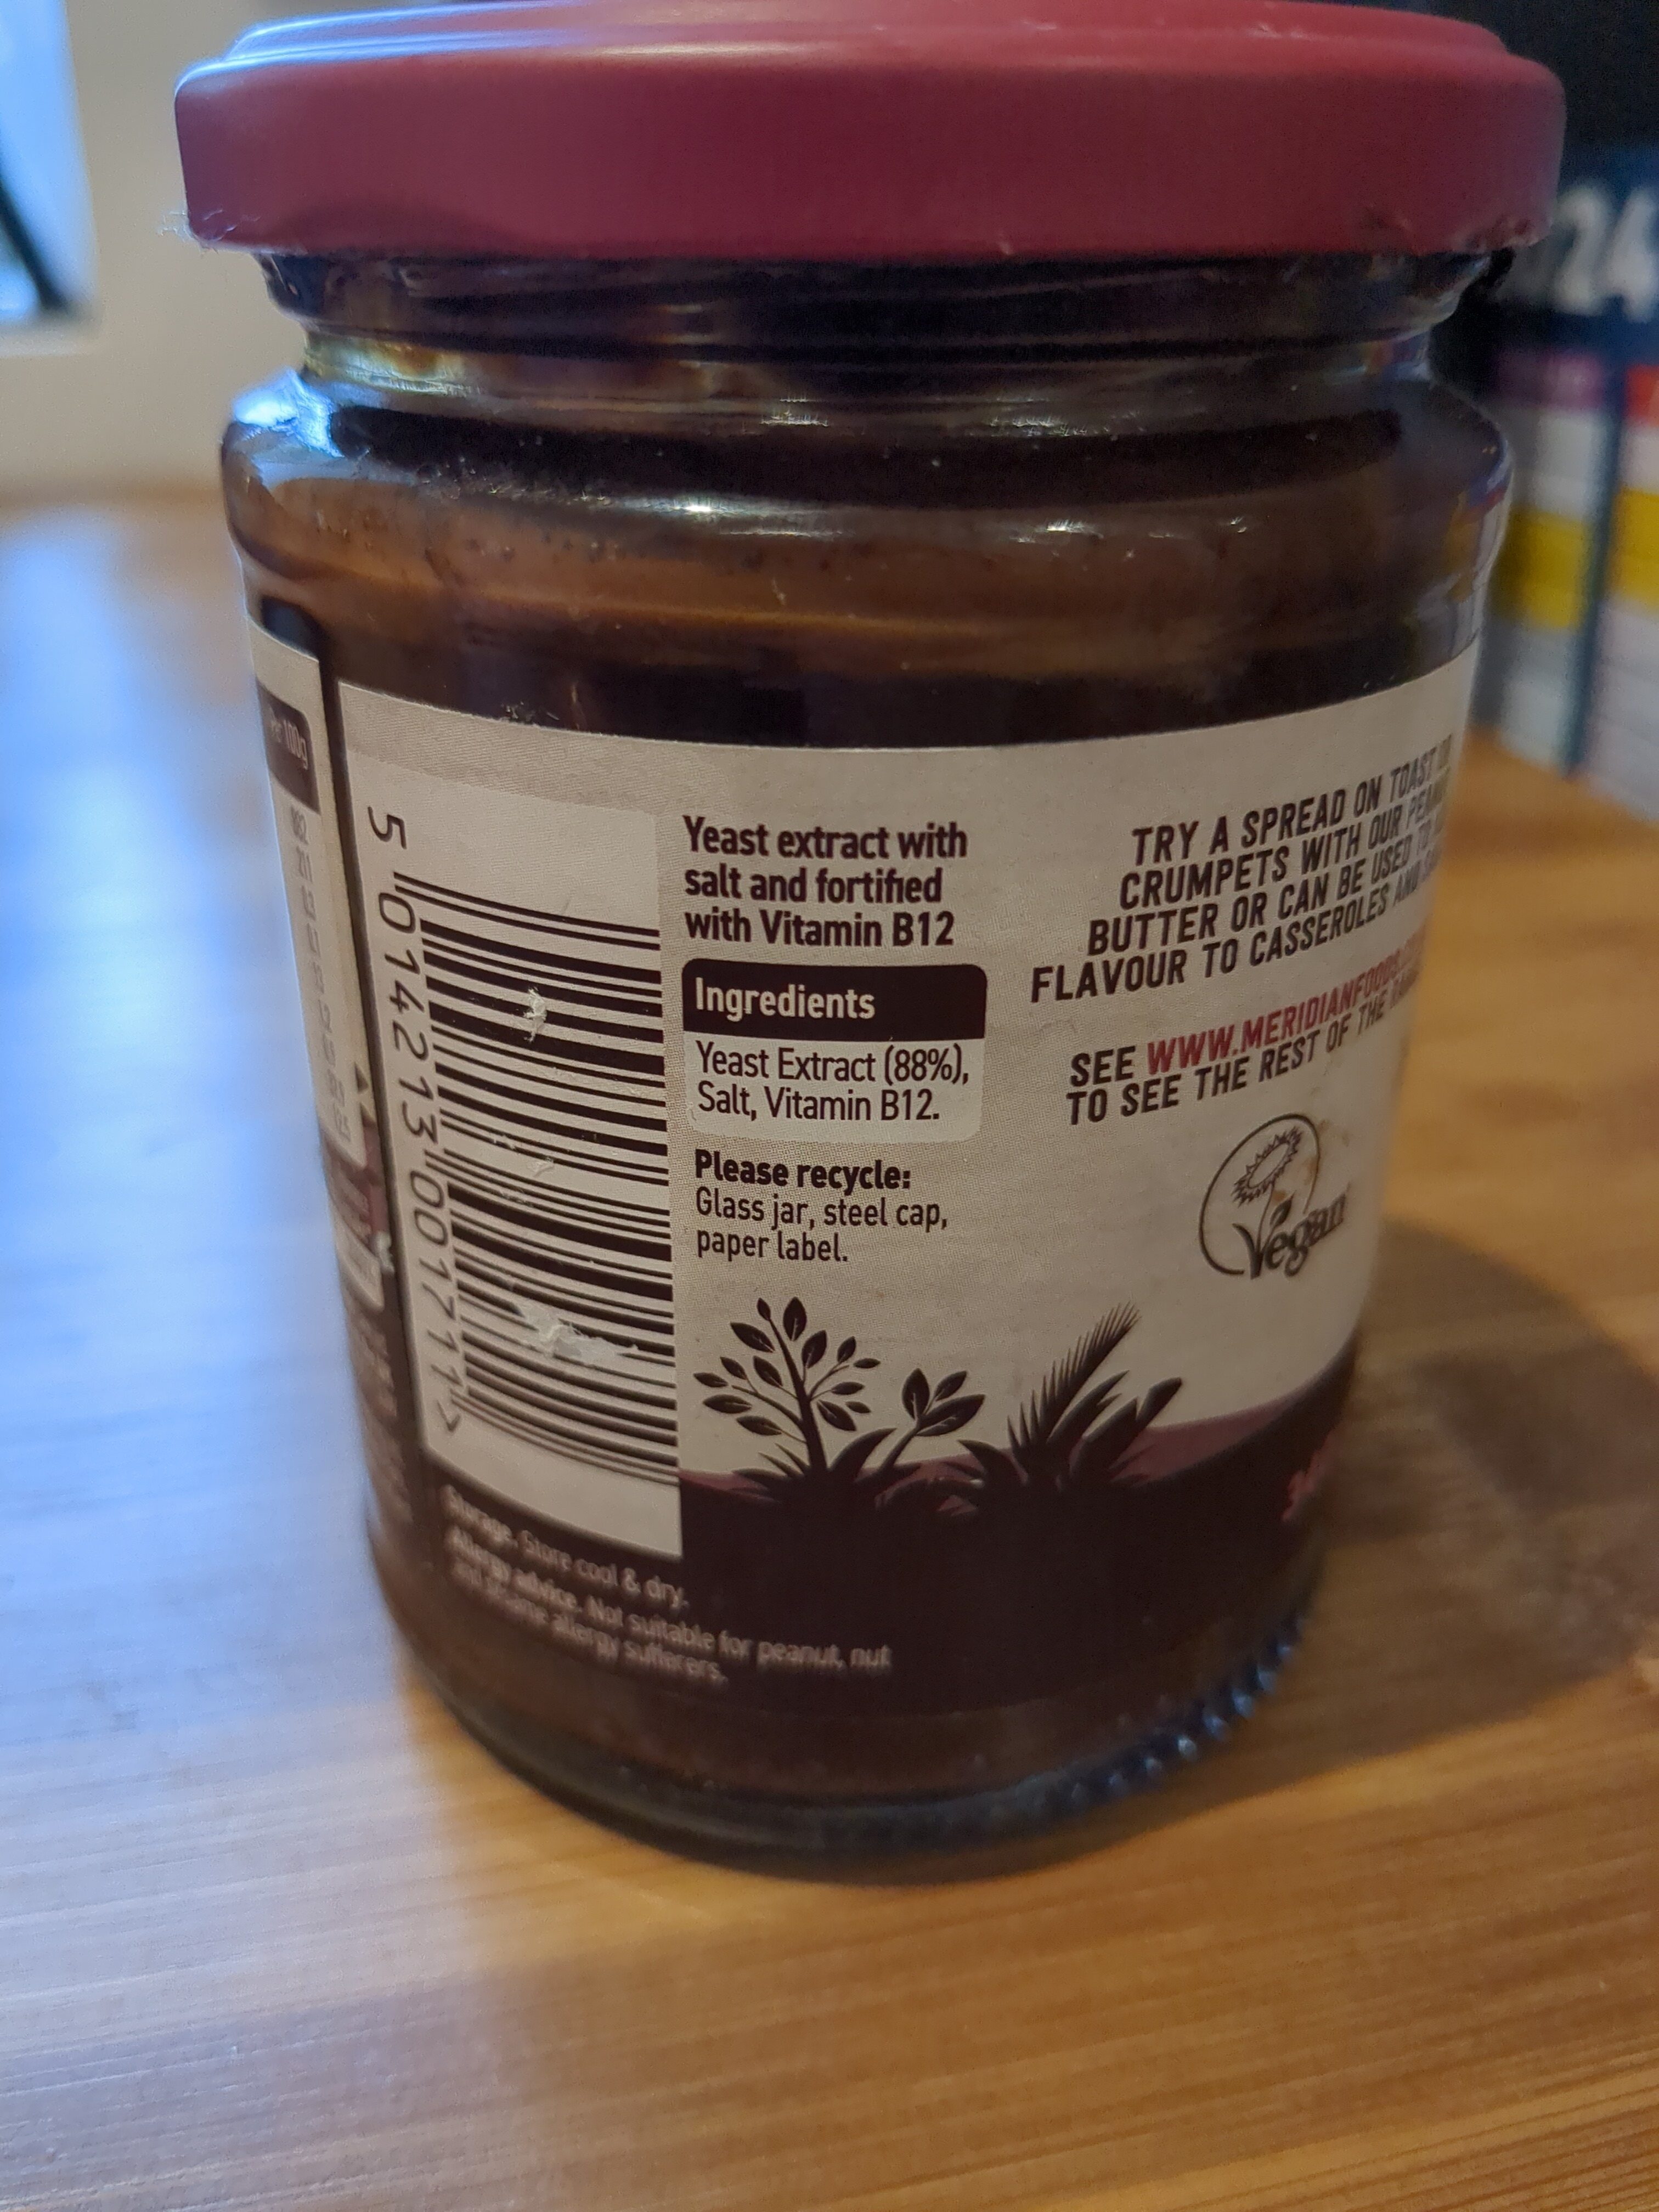 24
Per 100g
5 014213 001711 >
Yeast extract with
salt and fortified
with Vitamin B12
Ingredients
Yeast Extract (88%),
Salt, Vitamin B12.
Please recycle:
Glass jar, steel cap,
paper label.
TRY A SPREAD ON TOAST
CRUMPETS WITH OUR
BUTTER OR CAN BE USED TO
FLAVOUR TO CASSEROLES AND
SEE WWW.MERIDIANFOODS.
TO SEE THE REST OF THE
Vegan
Storage. Store cool & dry.
Allergy advice. Not suitable for peanut, nut
and sesame allergy sufferers.